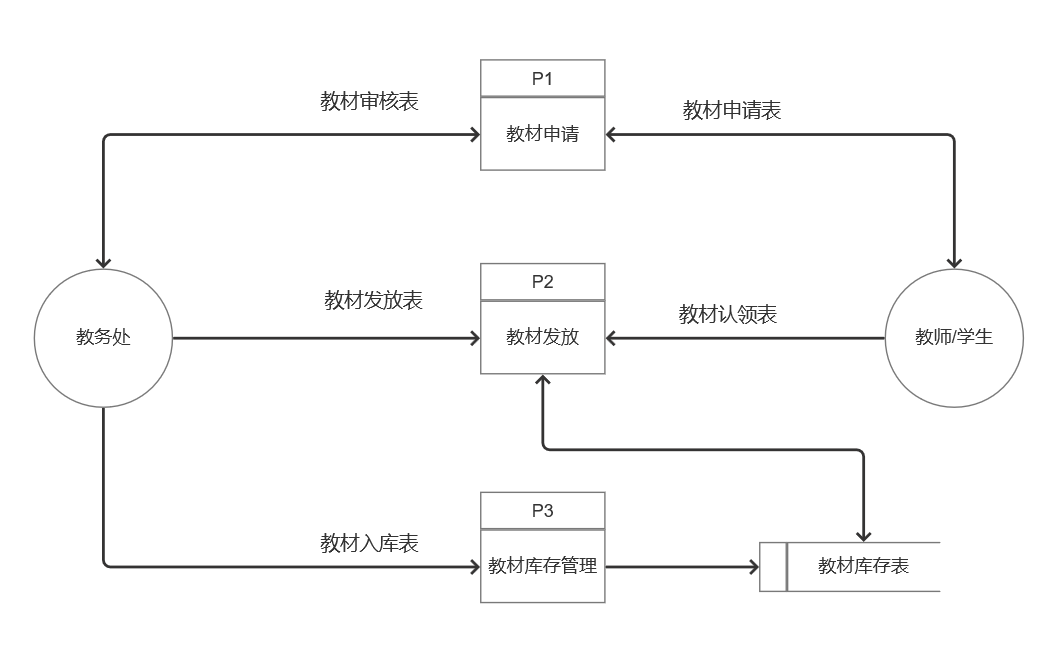 P1
教材审核表
教材申请表
教材申请
P2
教材发放表
教材认领表
教务处
教材发放
教师/学生
P3
教材入库表
教材库存管理
教材库存表